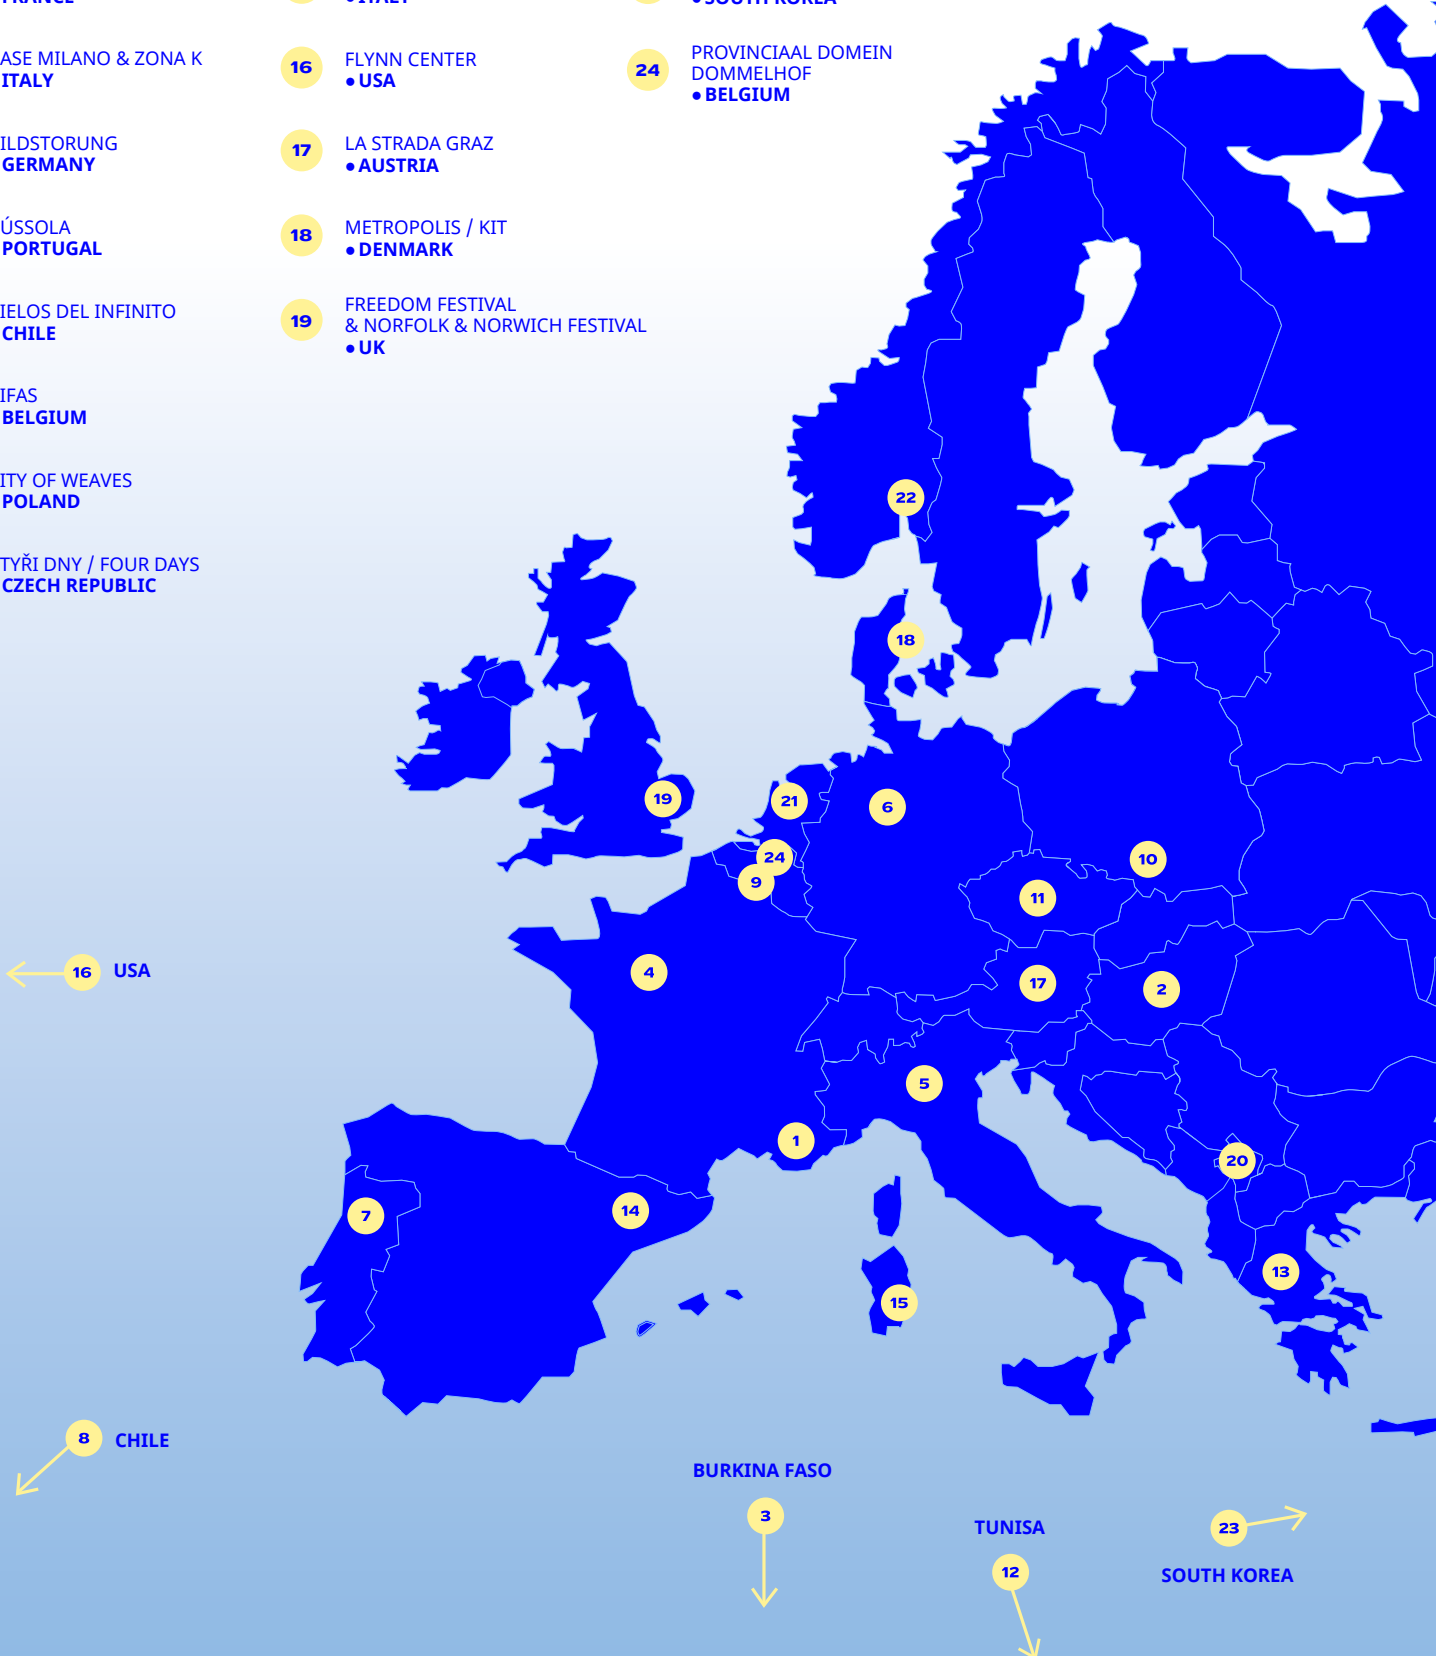 ASE MILANO & ZONA K
ITALY
ILDSTORUNG
GERMANY
ÚSSOLA
PORTUGAL
IELOS DEL INFINITO
CHILE
IFAS
BELGIUM
ITY OF WEAVES
POLAND
TYŘI DNY / FOUR DAYS
CZECH REPUBLIC
16
FLYNN CENTER
• USA
17
LA STRADA GRAZ
• AUSTRIA
18
METROPOLIS / KIT
• DENMARK
19
FREEDOM FESTIVAL
& NORFOLK & NORWICH FESTIVAL
• UK
24
PROVINCIAAL DOMEIN
DOMMELHOF
• BELGIUM
22
18
19
21
6
24
9
10
11
4
17
2
5
1
20
7
14
13
15
16 USA
8 CHILE
BURKINA FASO
3
TUNISA
12
23
SOUTH KOREA